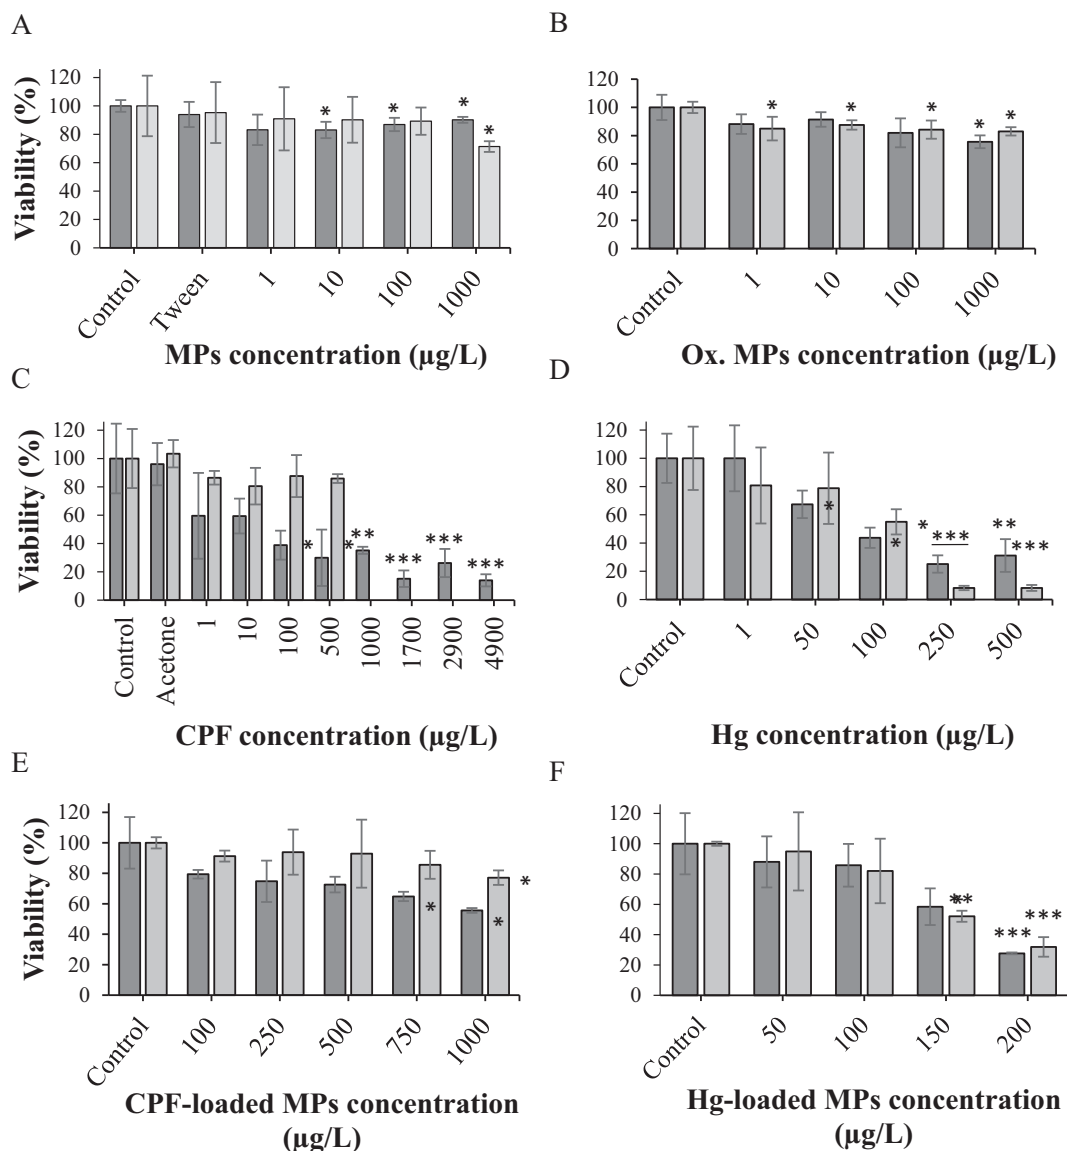 A
Viability (%)
120
100
80
60
40
20
0
* * * *
Control Tween 1 10 100 1000
MPs concentration (µg/L)
B
120
100
80
60
40
20
0
* * * * *
Control 1 10 100 1000
Ox. MPs concentration (µg/L)
C
Viability (%)
120
100
80
60
40
20
0
* * ** *** *** ***
Control Acetone 1 10 100 500 1000 1700 2900 4900
CPF concentration (µg/L)
D
120
100
80
60
40
20
0
* * * *** ** ***
Control 1 50 100 250 500
Hg concentration (µg/L)
E
Viability (%)
120
100
80
60
40
20
0
* * *
Control 100 250 500 750 1000
CPF-loaded MPs concentration
(µg/L)
F
120
100
80
60
40
20
0
* ** *** ***
Control 50 100 150 200
Hg-loaded MPs concentration
(µg/L)